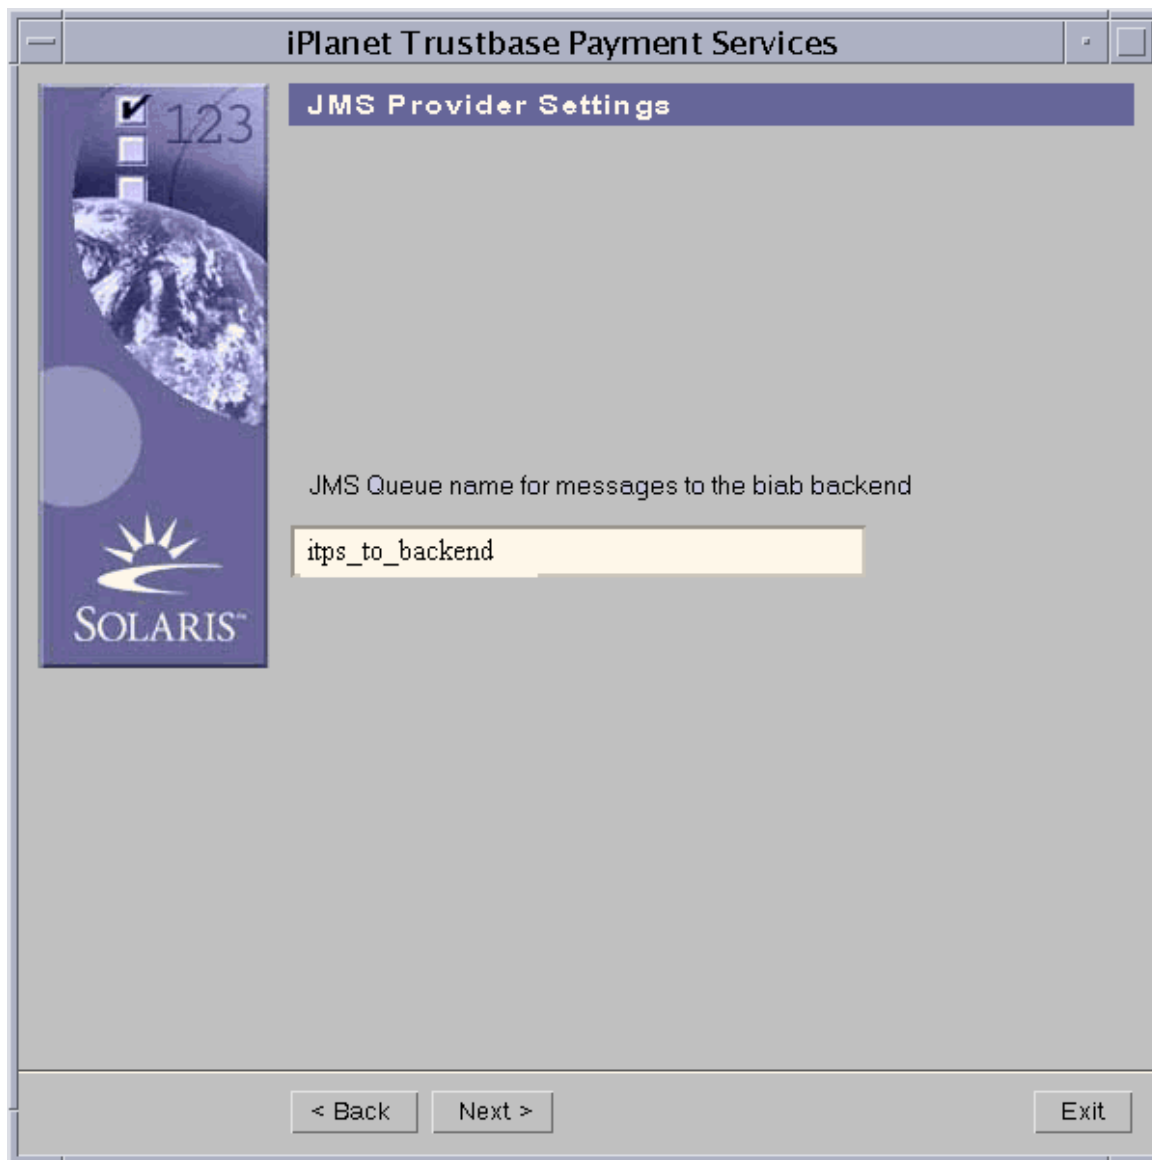 iPlanet Trustbase Payment Services
JMS Provider Settings
123
JMS Queue name for messages to the biab backend
itps_to_backend
SOLARIS™
< Back
Next >
Exit